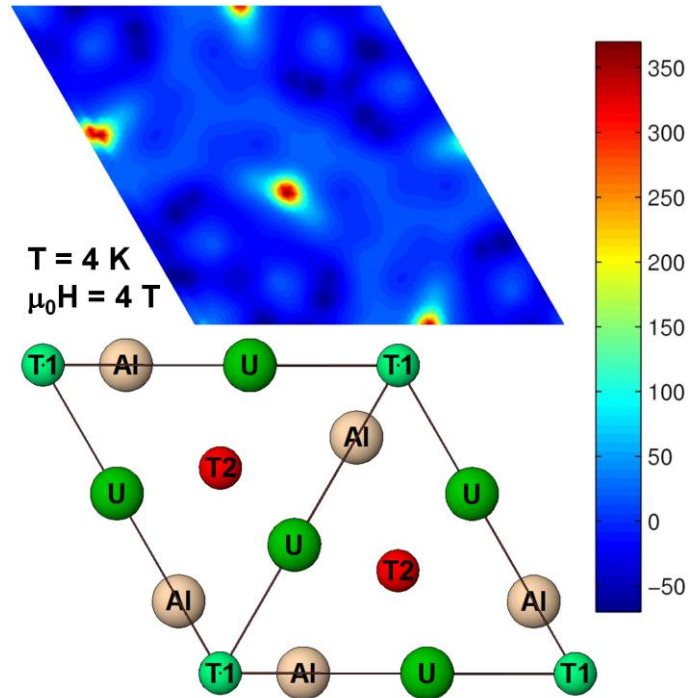 350
300
250
200
150
100
50
0
−50
T = 4 K
μ₀H = 4 T
T1 Al U T1
Al
T2
U U
U
T2
Al Al
T1 Al U T1